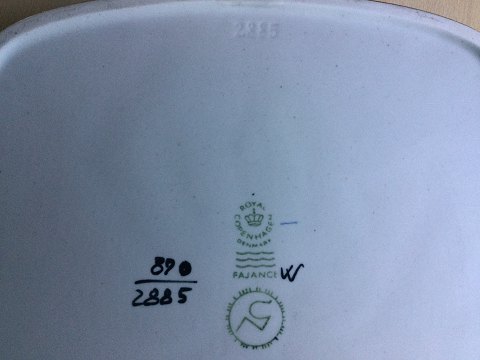 2885
ROYAL
COPENHAGEN
DENMARK
FAJANCE W
890
2885